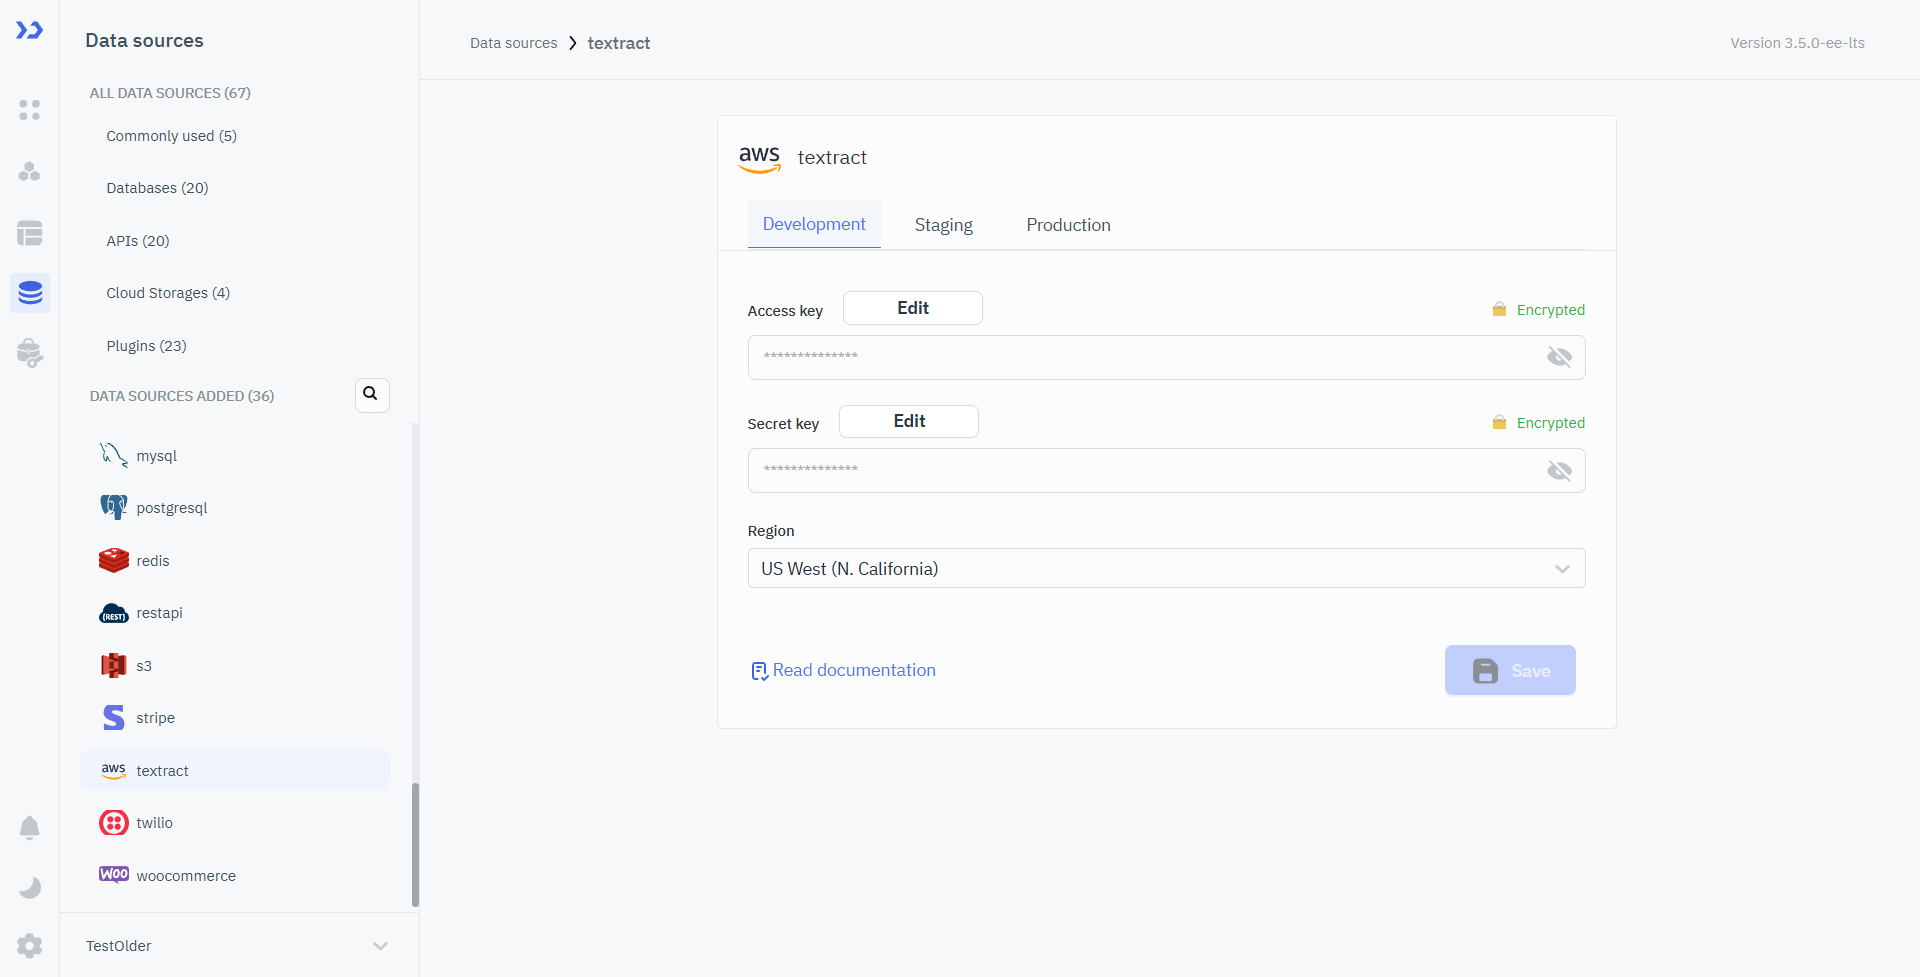 Data sources
ALL DATA SOURCES (67)
Commonly used (5)
Databases (20)
APIs (20)
Cloud Storages (4)
Plugins (23)
DATA SOURCES ADDED (36)
mysql
postgresql
redis
{REST} restapi
s3
stripe
aws textract
twilio
WOO woocommerce
TestOlder
Data sources textract
Version 3.5.0-ee-lts
aws textract
Development Staging Production
Access key Edit Encrypted
**************
Secret key Edit Encrypted
**************
Region
US West (N. California)
Read documentation
Save